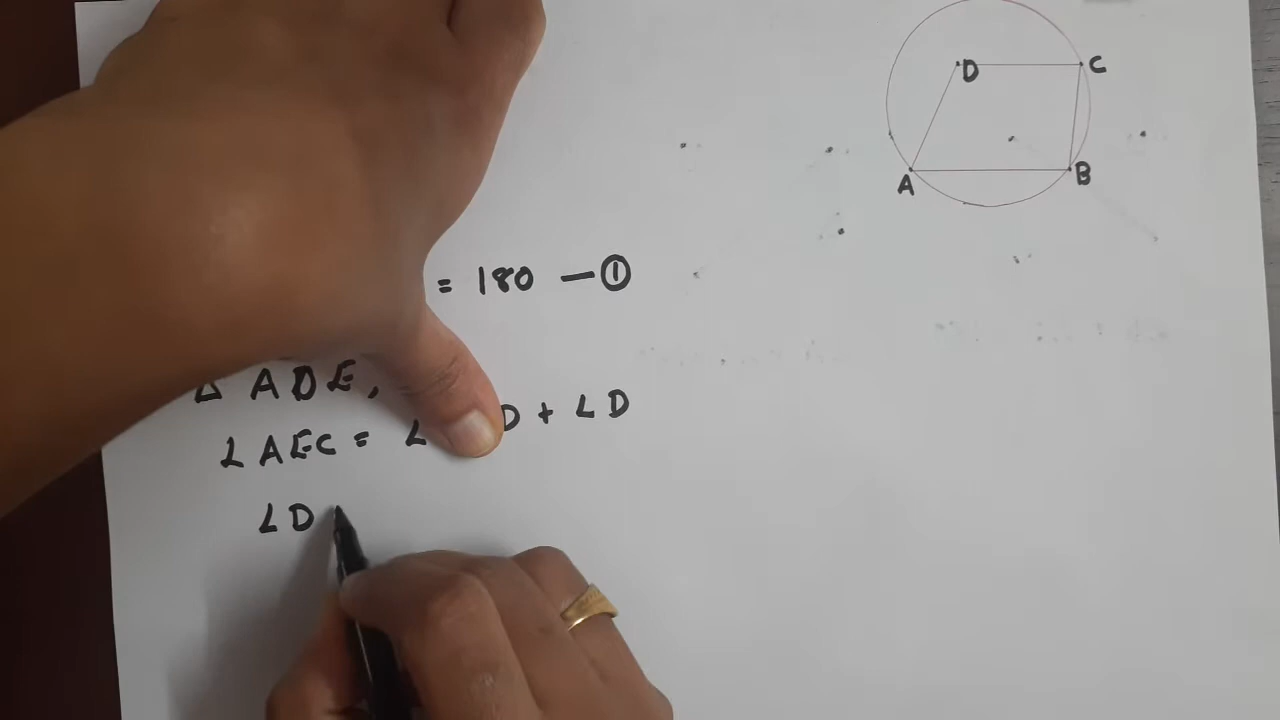 D C
A B
= 180 — ①
Δ ADE,
∠AEC = ∠ D + ∠D
∠D